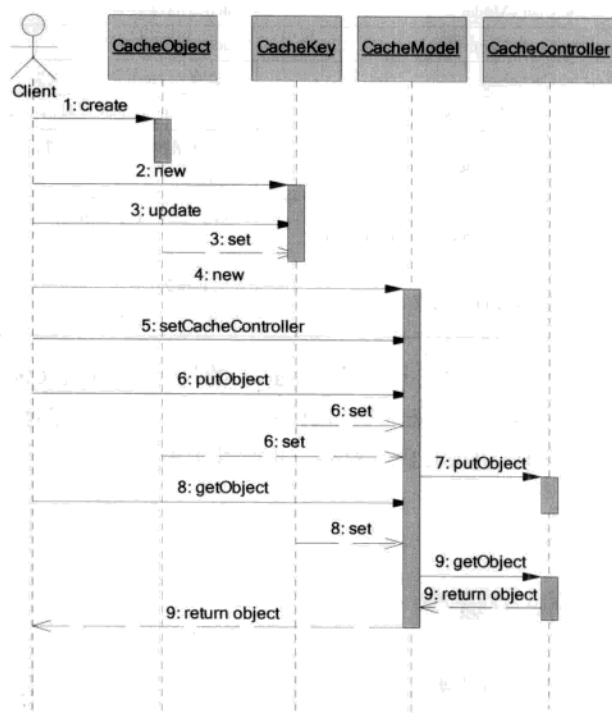 CacheObject
CacheKey
CacheModel
CacheController
Client
1: create
2: new
3: update
3: set
4: new
5: setCacheController
6: putObject
6: set
6: set
7: putObject
8: getObject
8: set
9: getObject
9: return object
9: return object